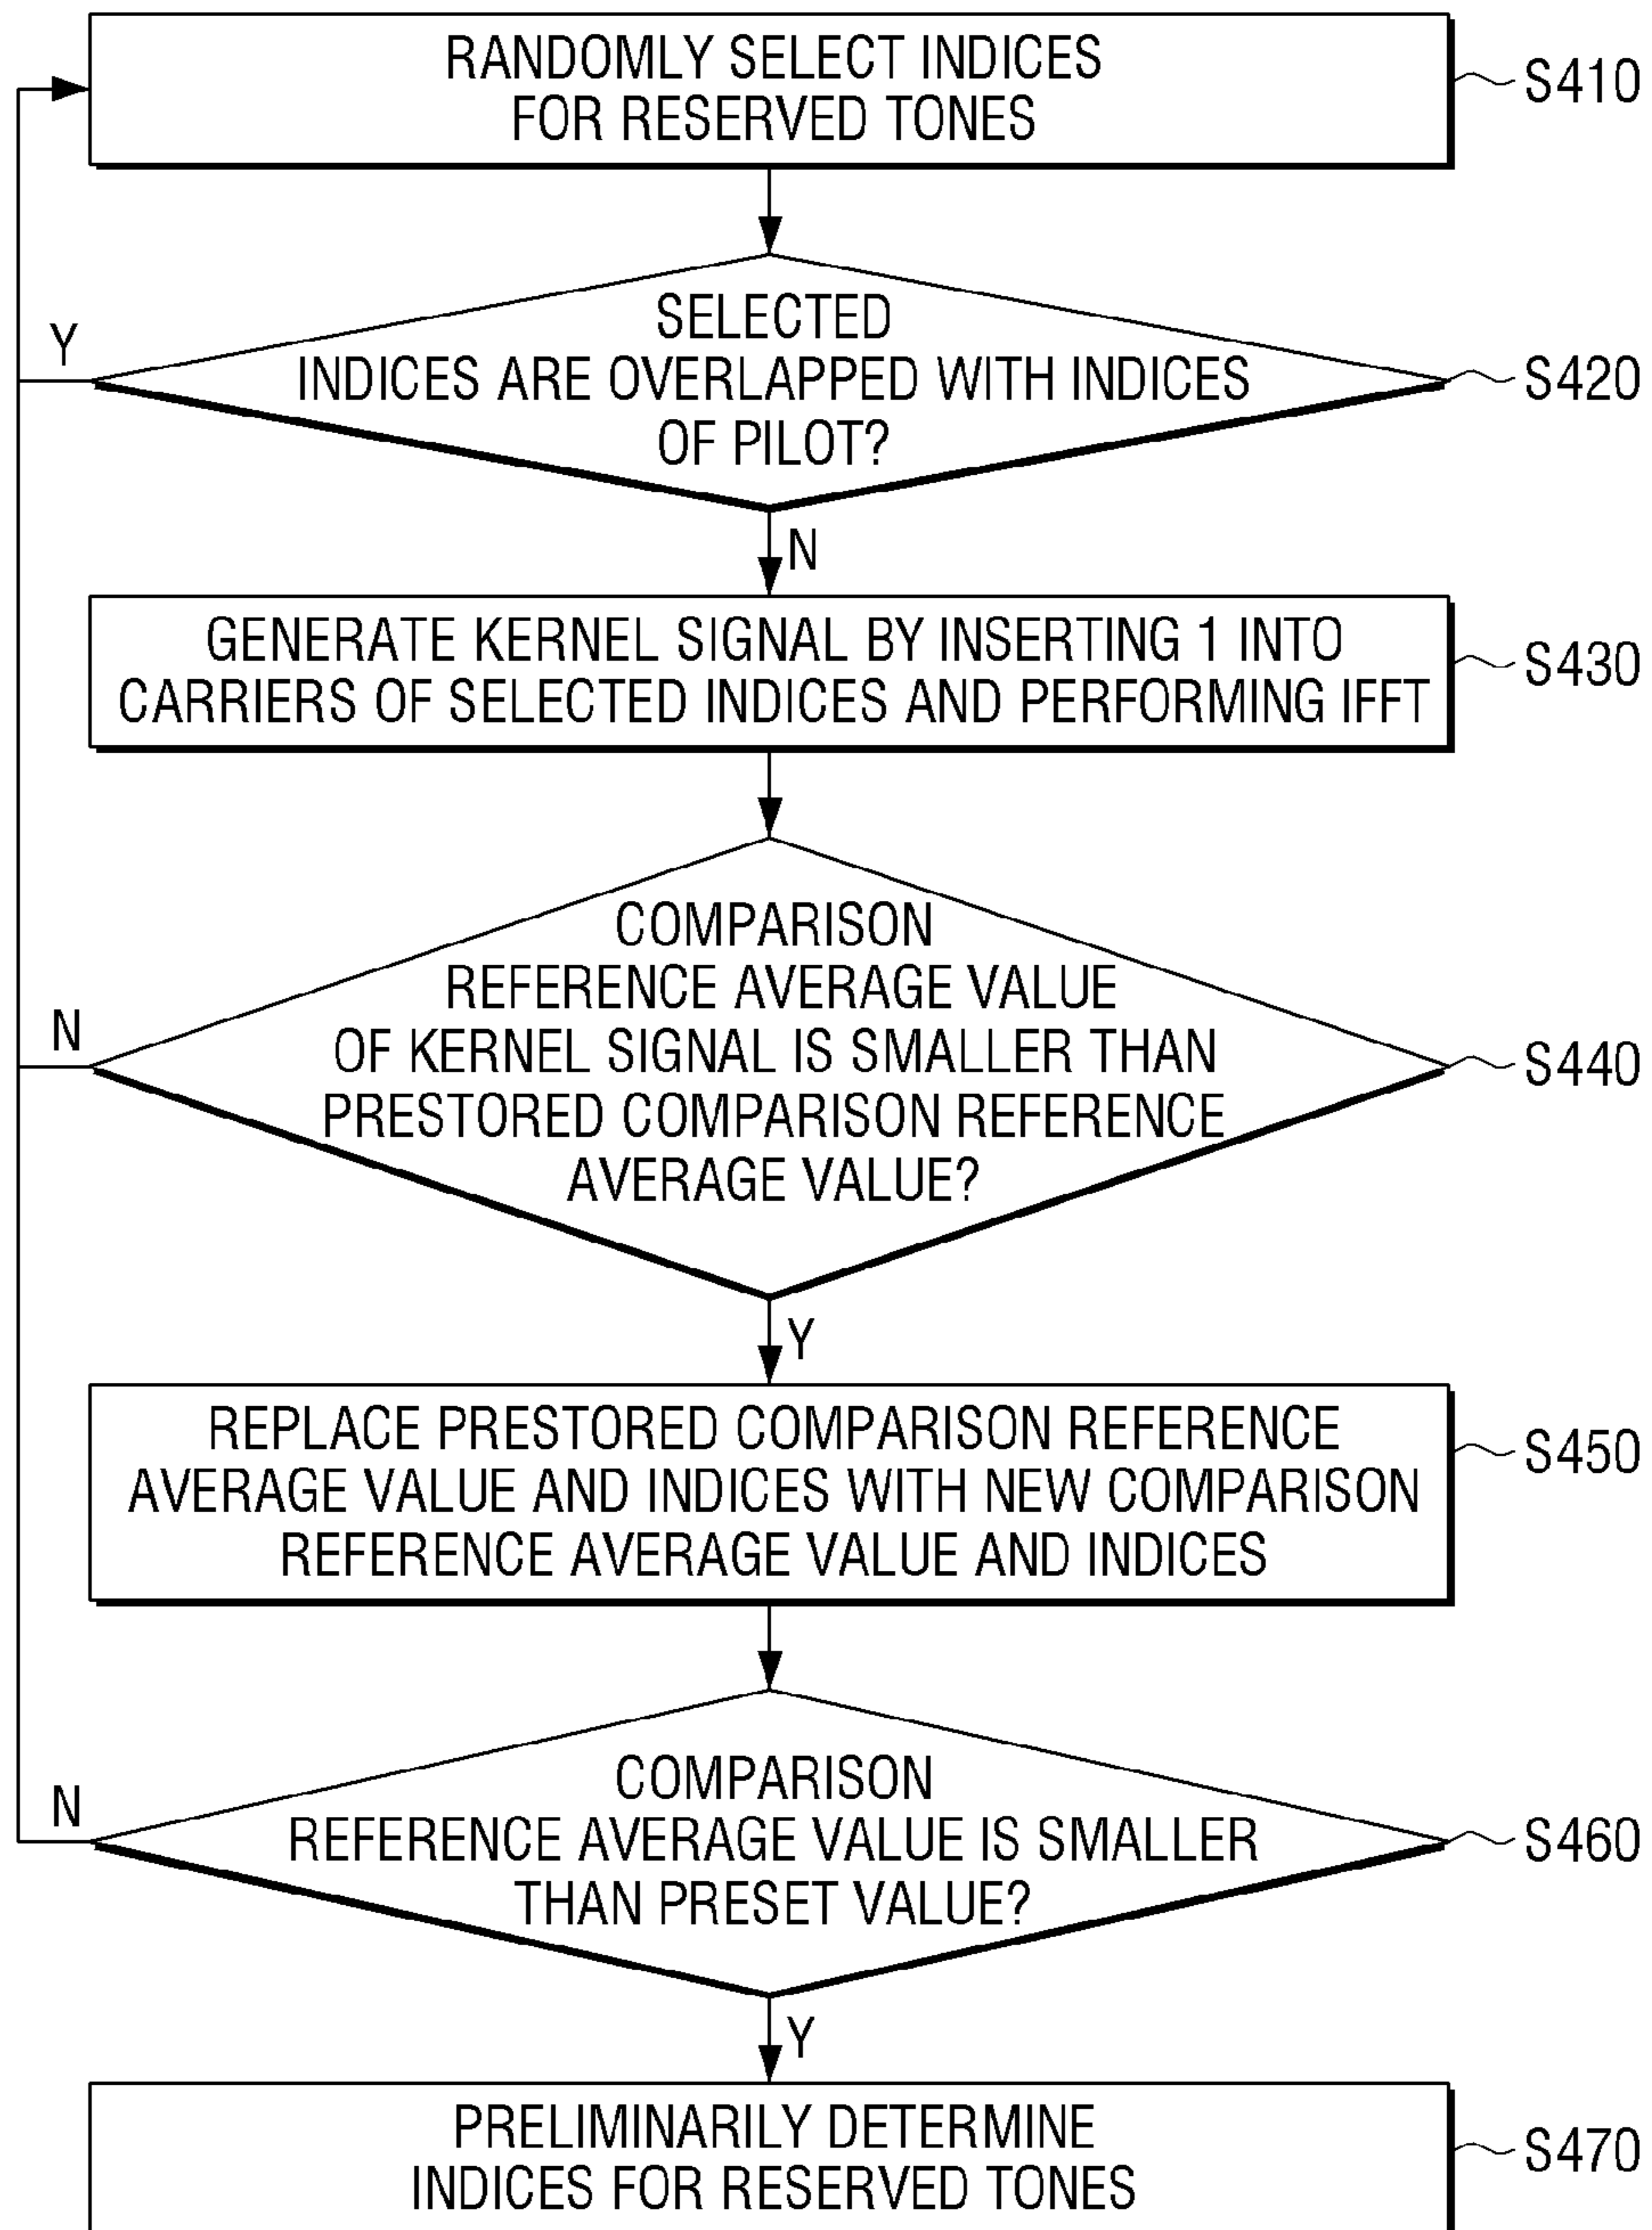 RANDOMLY SELECT INDICES
FOR RESERVED TONES
S410
SELECTED
INDICES ARE OVERLAPPED WITH INDICES
OF PILOT?
S420
Y
N
GENERATE KERNEL SIGNAL BY INSERTING 1 INTO
CARRIERS OF SELECTED INDICES AND PERFORMING IFFT
S430
COMPARISON
REFERENCE AVERAGE VALUE
OF KERNEL SIGNAL IS SMALLER THAN
PRESTORED COMPARISON REFERENCE
AVERAGE VALUE?
S440
N
Y
REPLACE PRESTORED COMPARISON REFERENCE
AVERAGE VALUE AND INDICES WITH NEW COMPARISON
REFERENCE AVERAGE VALUE AND INDICES
S450
COMPARISON
REFERENCE AVERAGE VALUE IS SMALLER
THAN PRESET VALUE?
S460
N
Y
PRELIMINARILY DETERMINE
INDICES FOR RESERVED TONES
S470